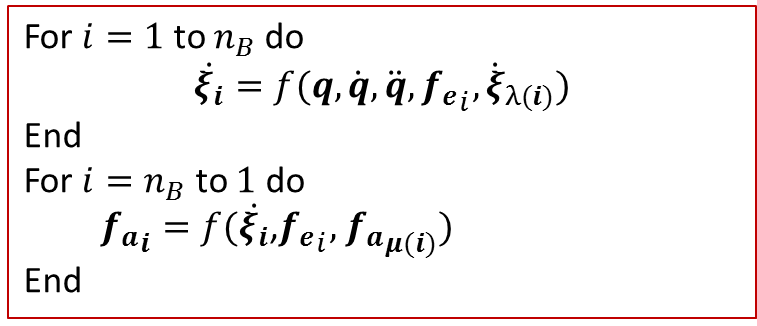 For i = 1 to n_B do
ξ̇_i = f(q, q̇, q̈, f_{e_i}, ξ̇_{λ(i)})
End
For i = n_B to 1 do
f_{a_i} = f(ξ̇_i, f_{e_i}, f_{a_{μ(i)}})
End